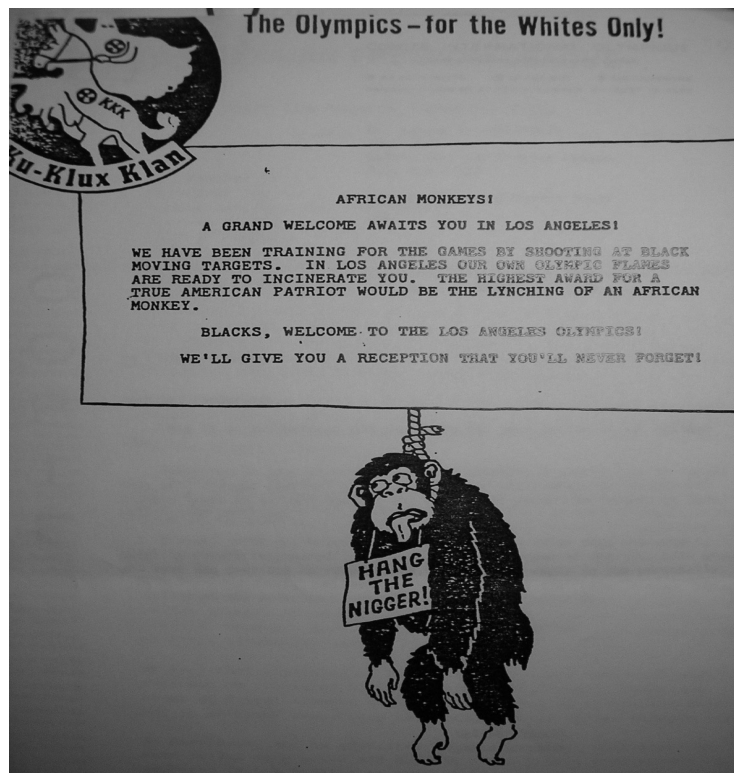 The Olympics – for the Whites Only!
KKK
Ku-Klux Klan
AFRICAN MONKEYS!
A GRAND WELCOME AWAITS YOU IN LOS ANGELES!
WE HAVE BEEN TRAINING FOR THE GAMES BY SHOOTING AT BLACK
MOVING TARGETS. IN LOS ANGELES OUR OWN OLYMPIC FLAMES
ARE READY TO INCINERATE YOU. THE HIGHEST AWARD FOR A
TRUE AMERICAN PATRIOT WOULD BE THE LYNCHING OF AN AFRICAN
MONKEY.
BLACKS, WELCOME TO THE LOS ANGELES OLYMPICS!
WE'LL GIVE YOU A RECEPTION THAT YOU'LL NEVER FORGET!
HANG
THE
NIGGER!